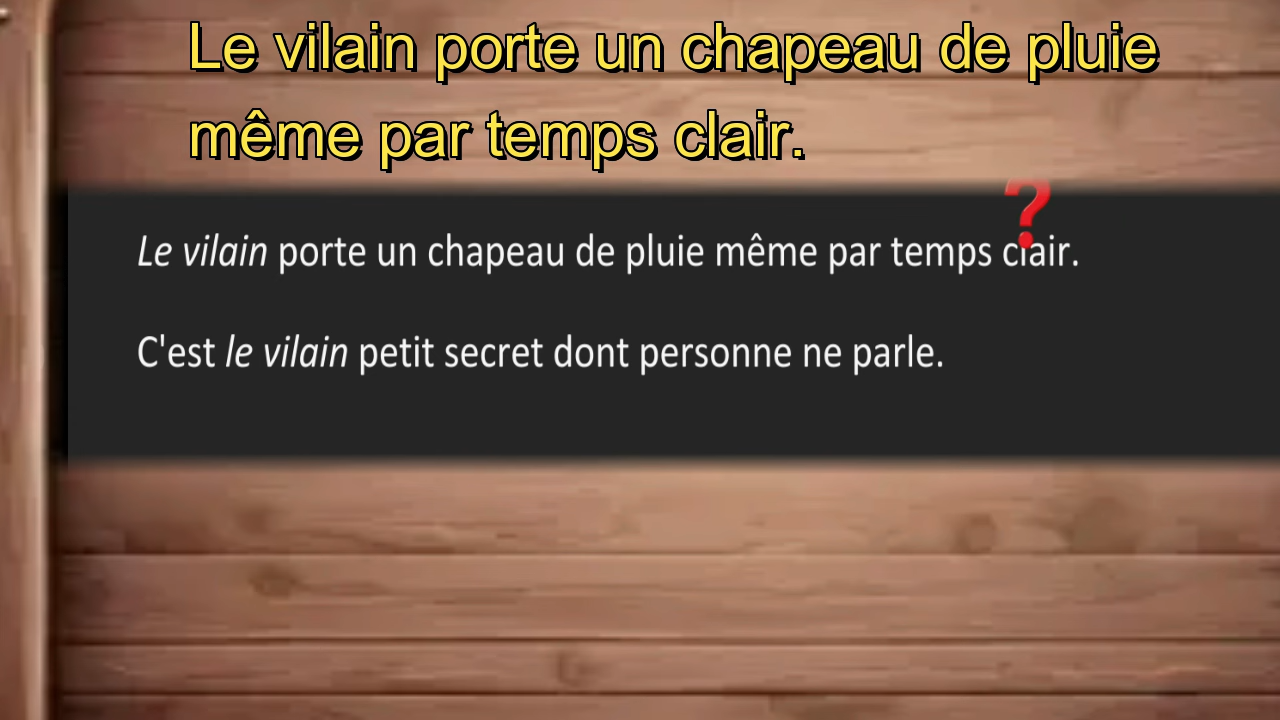 Le vilain porte un chapeau de pluie
même par temps clair.
❓
Le vilain porte un chapeau de pluie même par temps clair.
C'est le vilain petit secret dont personne ne parle.